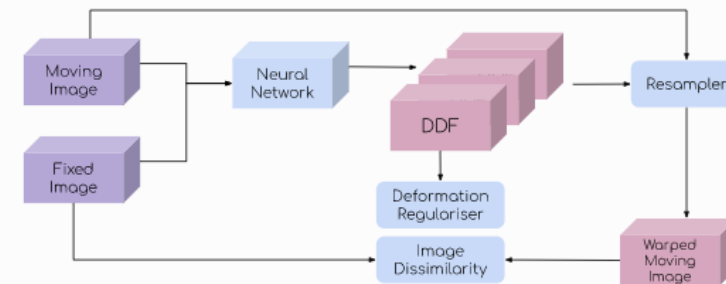 Moving
Image
Neural
Network
DDF
Resampler
Fixed
Image
Deformation
Regulariser
Image
Dissimilarity
Warped
Moving
Image